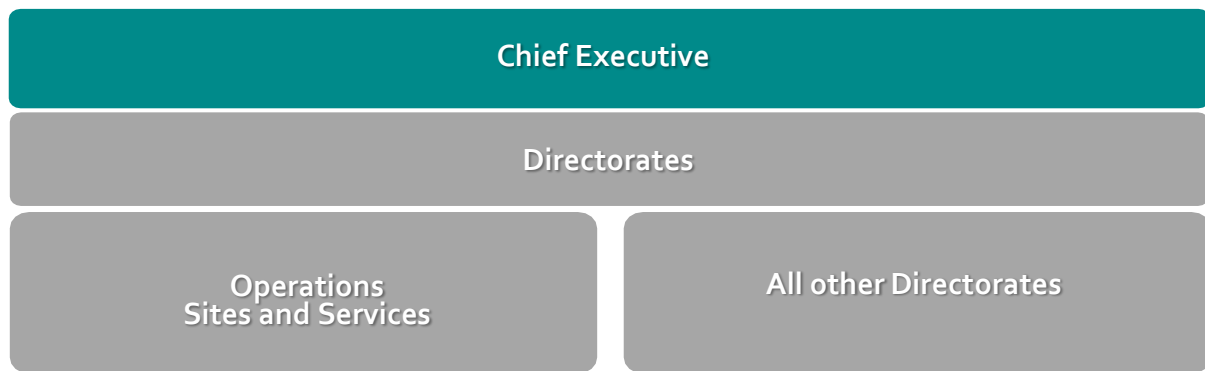 Chief Executive
Directorates
Operations
Sites and Services
All other Directorates